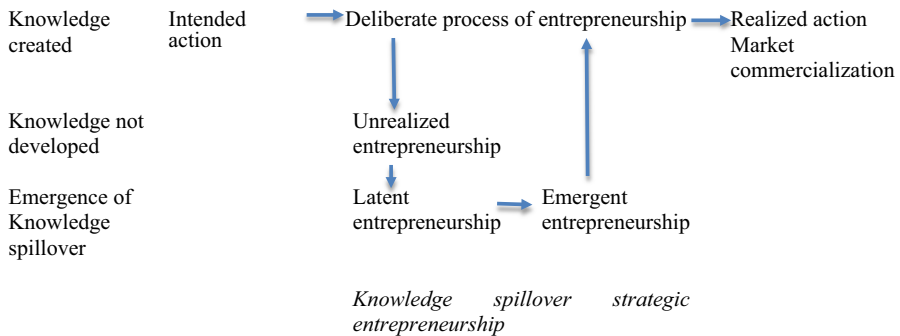 Knowledge created
Intended action
Deliberate process of entrepreneurship
Realized action
Market commercialization
Knowledge not developed
Unrealized entrepreneurship
Emergence of Knowledge spillover
Latent entrepreneurship
Emergent entrepreneurship
Knowledge spillover strategic entrepreneurship